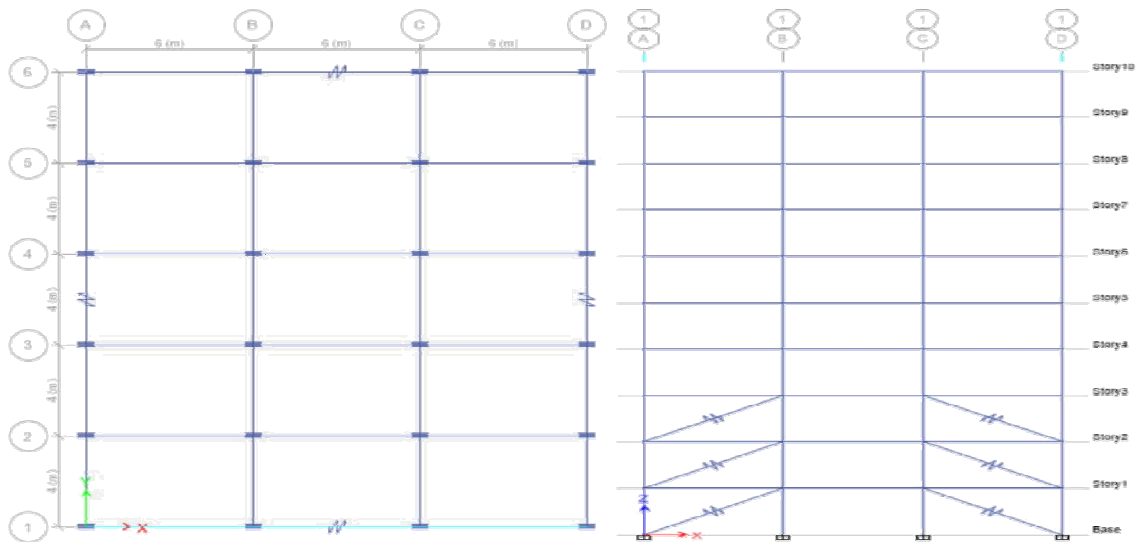 A B C D
6 (m) 6 (m) 6 (m)
6
4 (m)
5
4 (m)
4
4 (m)
3
4 (m)
2
4 (m)
Y
1
X
1 1 1 1
A B C D
Story10
Story9
Story8
Story7
Story6
Story5
Story4
Story3
Story2
Story1
Z
Base
X